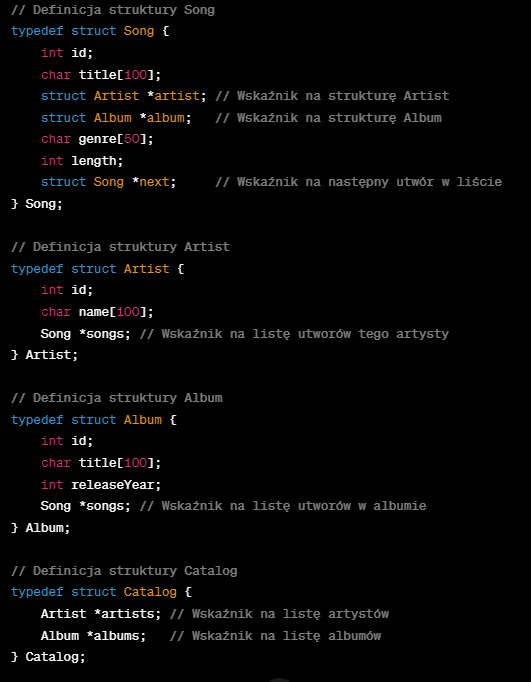 // Definicja struktury Song
typedef struct Song {
    int id;
    char title[100];
    struct Artist *artist; // Wskaźnik na strukturę Artist
    struct Album *album;   // Wskaźnik na strukturę Album
    char genre[50];
    int length;
    struct Song *next;     // Wskaźnik na następny utwór w liście
} Song;

// Definicja struktury Artist
typedef struct Artist {
    int id;
    char name[100];
    Song *songs; // Wskaźnik na listę utworów tego artysty
} Artist;

// Definicja struktury Album
typedef struct Album {
    int id;
    char title[100];
    int releaseYear;
    Song *songs; // Wskaźnik na listę utworów w albumie
} Album;

// Definicja struktury Catalog
typedef struct Catalog {
    Artist *artists; // Wskaźnik na listę artystów
    Album *albums;   // Wskaźnik na listę albumów
} Catalog;